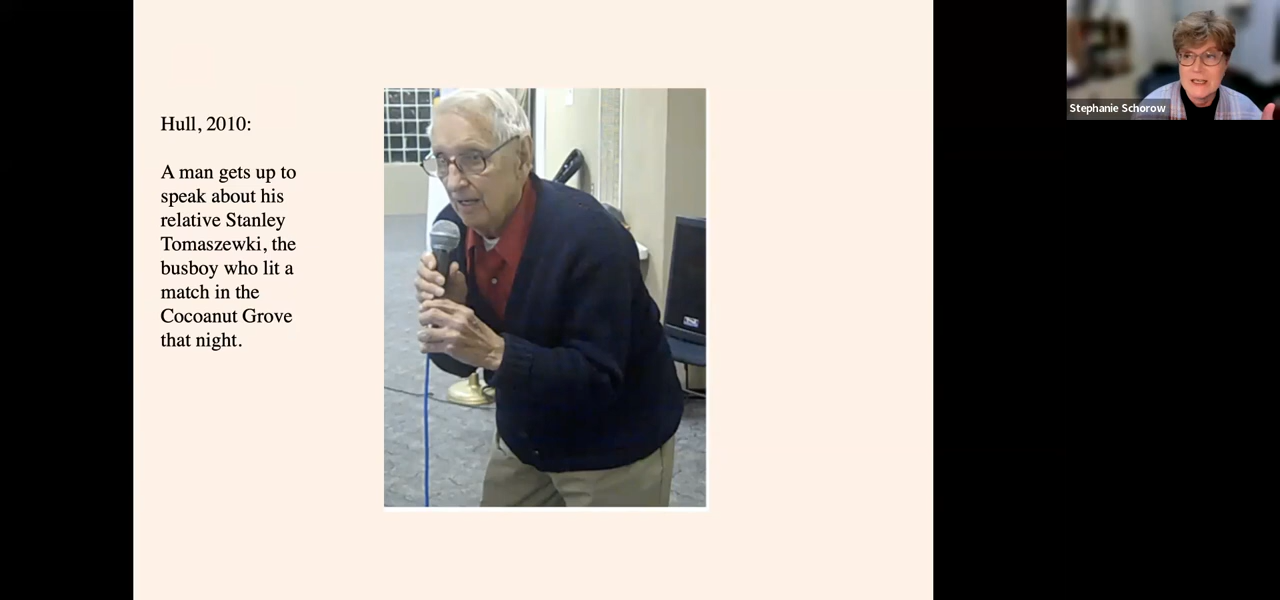 Hull, 2010:
A man gets up to
speak about his
relative Stanley
Tomaszewki, the
busboy who lit a
match in the
Cocoanut Grove
that night.
Stephanie Schorow